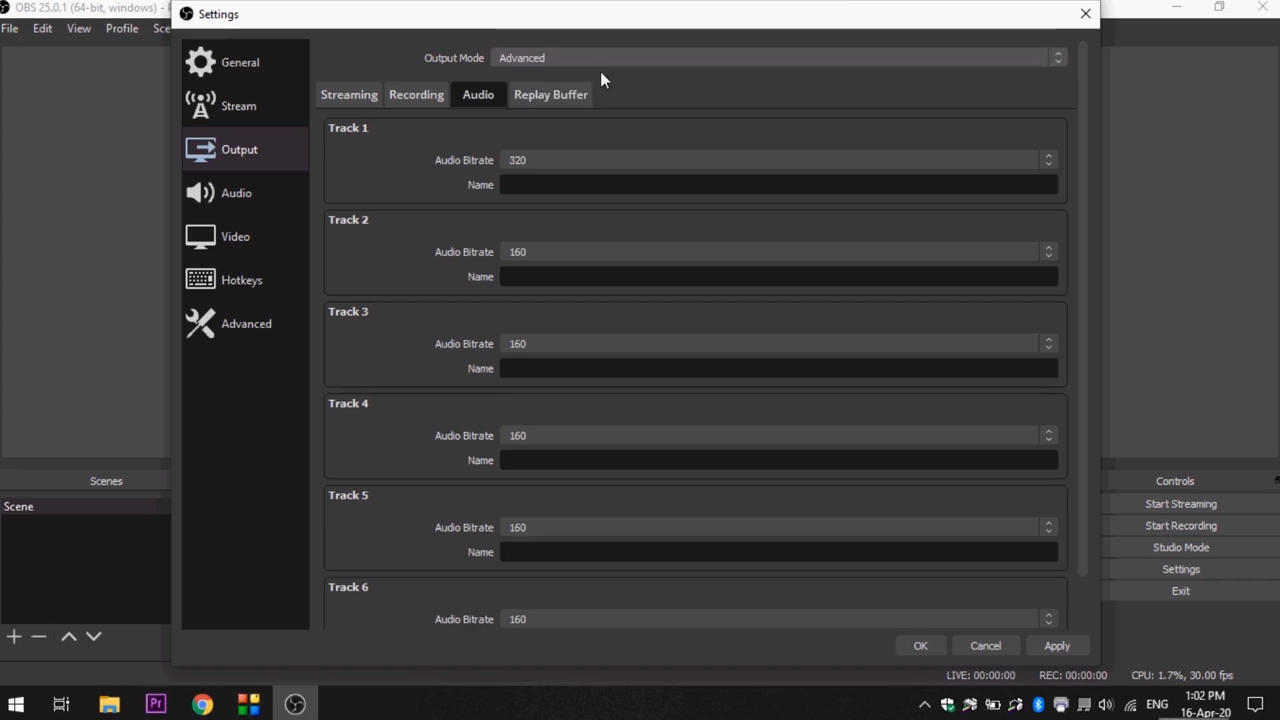 OBS 25.0.1 (64-bit, windows) -
Settings
File Edit View Profile Sce
General
Stream
Output
Audio
Video
Hotkeys
Advanced
Output Mode Advanced
Streaming Recording Audio Replay Buffer
Track 1
Audio Bitrate 320
Name
Track 2
Audio Bitrate 160
Name
Track 3
Audio Bitrate 160
Name
Track 4
Audio Bitrate 160
Name
Track 5
Audio Bitrate 160
Name
Track 6
Audio Bitrate 160
OK Cancel Apply
Scenes
Scene
Controls
Start Streaming
Start Recording
Studio Mode
Settings
Exit
LIVE: 00:00:00 REC: 00:00:00 CPU: 1.7%, 30.00 fps
Pr
ENG
1:02 PM
16-Apr-20